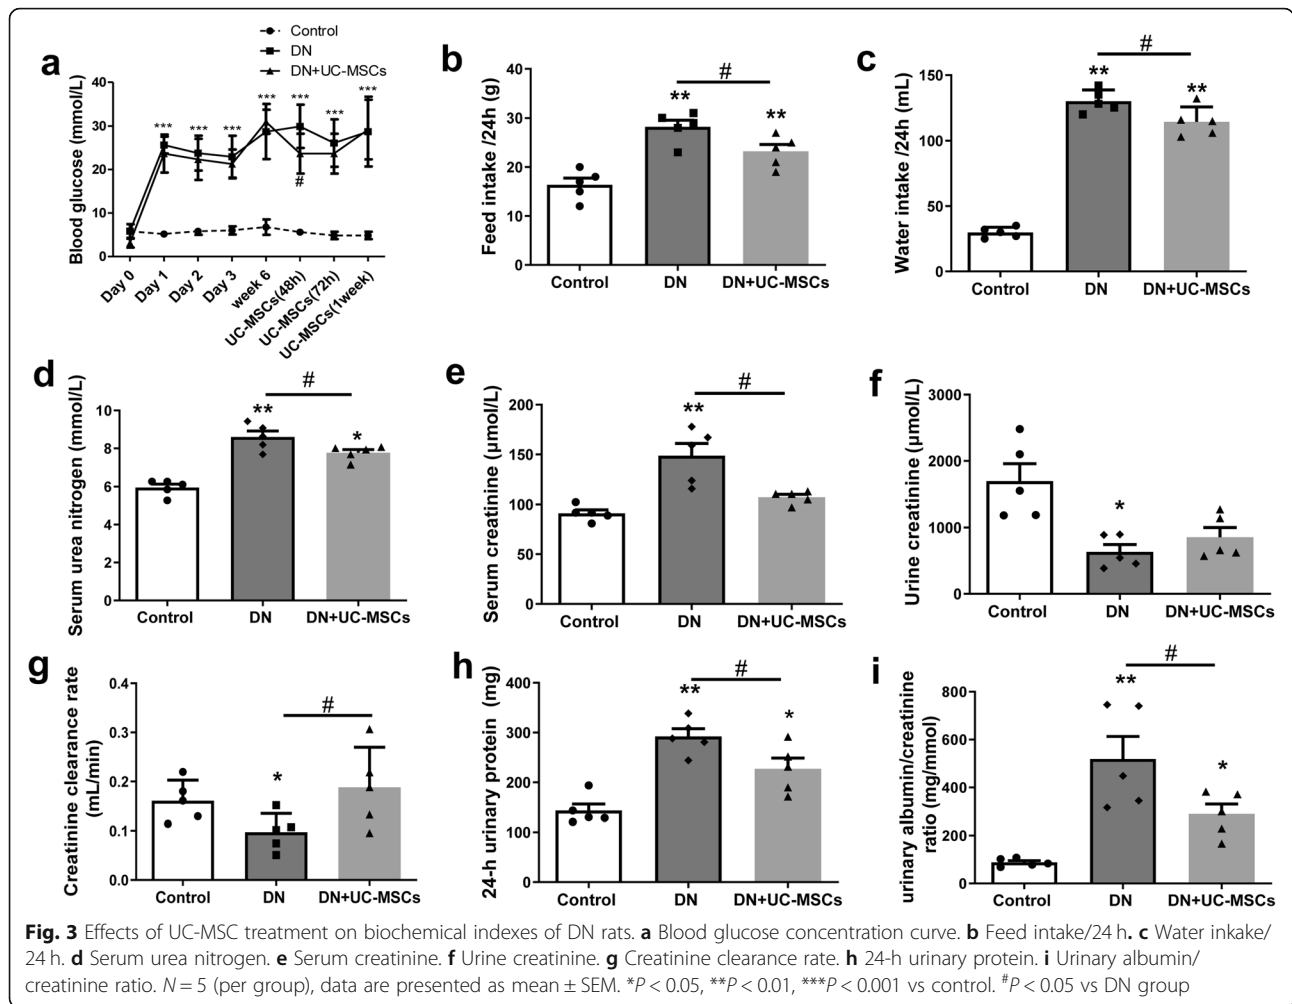 Control
DN
DN+UC-MSCs
a
Blood glucose (mmol/L)
40
30
20
10
0
*** *** *** *** *** *** ***
#
Day 0
Day 1
Day 2
Day 3
week 6
UC-MSCs(48h)
UC-MSCs(72h)
UC-MSCs(1week)
b
Feed intake /24h (g)
40
30
20
10
0
#
** **
Control DN DN+UC-MSCs
c
Water intake /24h (mL)
150
100
50
0
#
** **
Control DN DN+UC-MSCs
d
Serum urea nitrogen (mmol/L)
10
8
6
4
2
0
#
** *
Control DN DN+UC-MSCs
e
Serum creatinine (μmol/L)
200
150
100
50
0
#
**
Control DN DN+UC-MSCs
f
Urine creatinine (μmol/L)
3000
2000
1000
0
*
Control DN DN+UC-MSCs
g
Creatinine clearance rate
(mL/min)
0.4
0.3
0.2
0.1
0.0
#
*
Control DN DN+UC-MSCs
h
24-h urinary protein (mg)
400
300
200
100
0
#
** *
Control DN DN+UC-MSCs
i
urinary albumin/creatinine
ratio (mg/mmol)
800
600
400
200
0
#
** *
Control DN DN+UC-MSCs
Fig. 3 Effects of UC-MSC treatment on biochemical indexes of DN rats. a Blood glucose concentration curve. b Feed intake/24 h. c Water inkake/
24 h. d Serum urea nitrogen. e Serum creatinine. f Urine creatinine. g Creatinine clearance rate. h 24-h urinary protein. i Urinary albumin/
creatinine ratio. N = 5 (per group), data are presented as mean ± SEM. *P < 0.05, **P < 0.01, ***P < 0.001 vs control. #P < 0.05 vs DN group